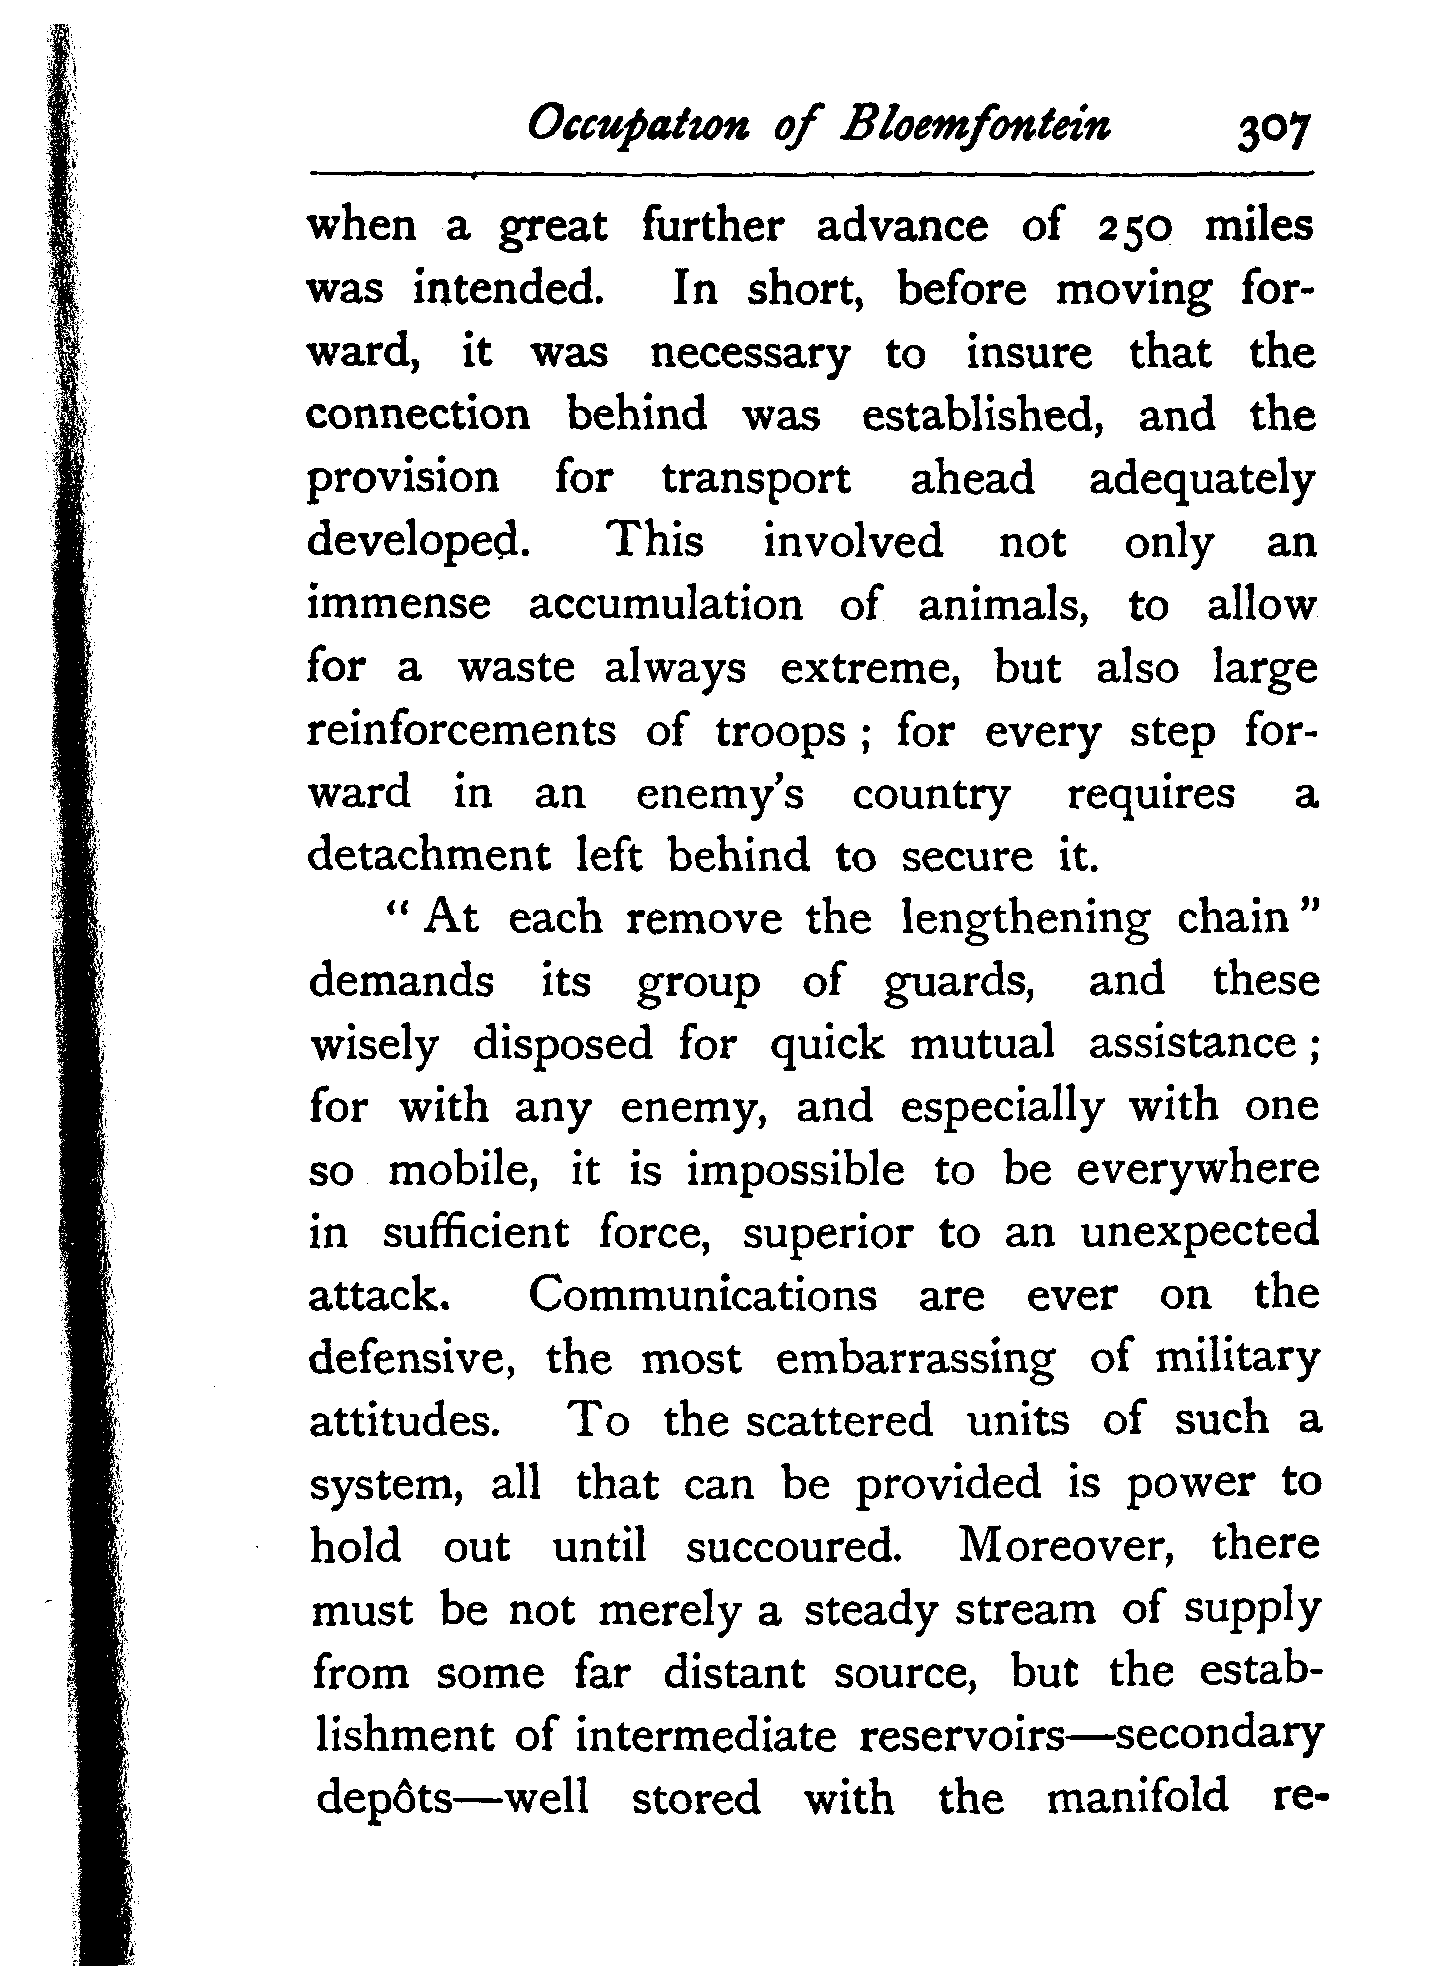 Occupation of Bloemfontein 307
when a great further advance of 250 miles
was intended. In short, before moving for-
ward, it was necessary to insure that the
connection behind was established, and the
provision for transport ahead adequately
developed. This involved not only an
immense accumulation of animals, to allow
for a waste always extreme, but also large
reinforcements of troops ; for every step for-
ward in an enemy's country requires a
detachment left behind to secure it.
“ At each remove the lengthening chain ”
demands its group of guards, and these
wisely disposed for quick mutual assistance ;
for with any enemy, and especially with one
so mobile, it is impossible to be everywhere
in sufficient force, superior to an unexpected
attack. Communications are ever on the
defensive, the most embarrassing of military
attitudes. To the scattered units of such a
system, all that can be provided is power to
hold out until succoured. Moreover, there
must be not merely a steady stream of supply
from some far distant source, but the estab-
lishment of intermediate reservoirs—secondary
depôts—well stored with the manifold re-